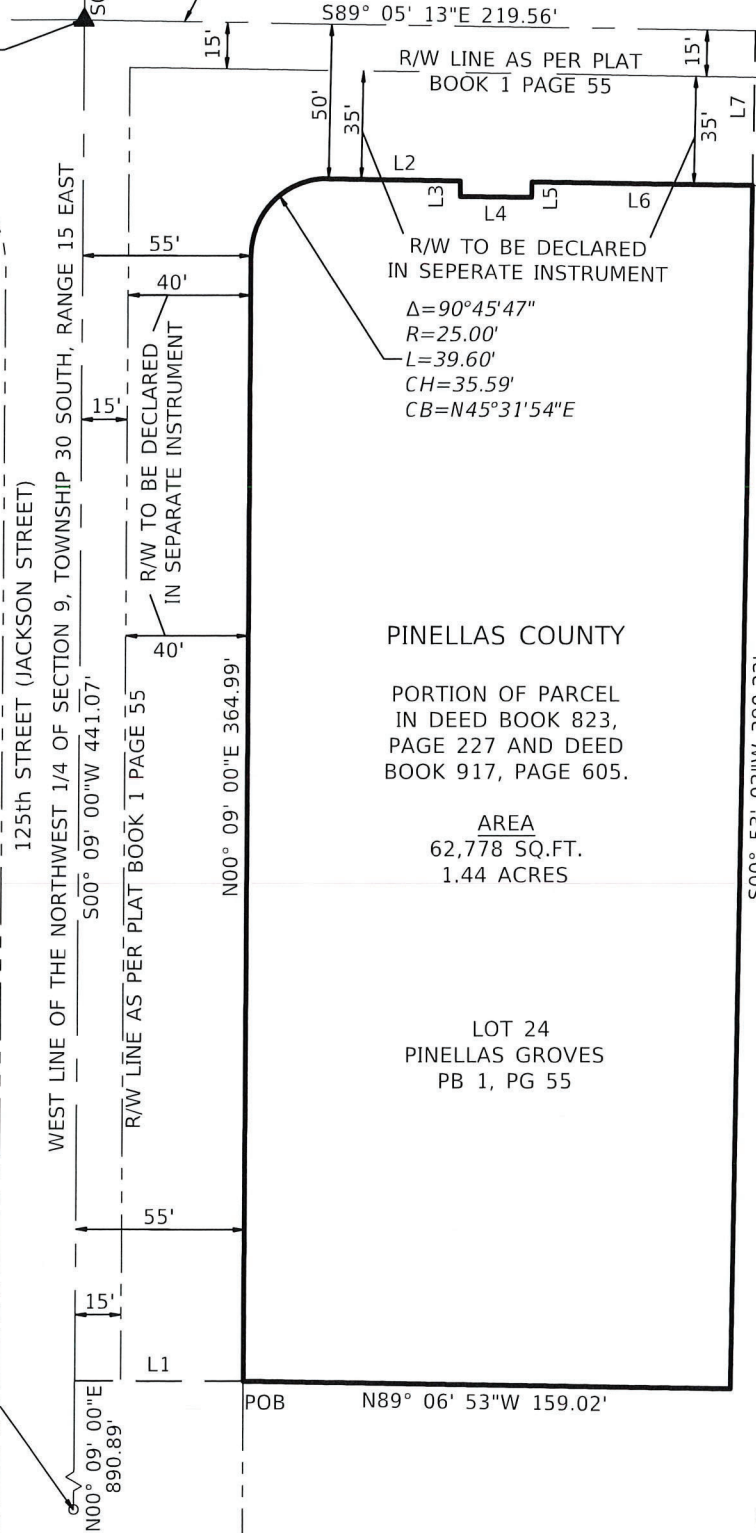 S89° 05' 13"E 219.56'
15'
50'
35'
R/W LINE AS PER PLAT
BOOK 1 PAGE 55
15'
35'
L7
L2
L3
L4
L5
L6
R/W TO BE DECLARED
IN SEPERATE INSTRUMENT
Δ=90°45'47"
R=25.00'
L=39.60'
CH=35.59'
CB=N45°31'54"E
55'
40'
15'
R/W TO BE DECLARED
IN SEPARATE INSTRUMENT
40'
125th STREET (JACKSON STREET)
WEST LINE OF THE NORTHWEST 1/4 OF SECTION 9, TOWNSHIP 30 SOUTH, RANGE 15 EAST
S00° 09' 00"W 441.07'
R/W LINE AS PER PLAT BOOK 1 PAGE 55
N00° 09' 00"E 364.99'
PINELLAS COUNTY
PORTION OF PARCEL
IN DEED BOOK 823,
PAGE 227 AND DEED
BOOK 917, PAGE 605.
AREA
62,778 SQ.FT.
1.44 ACRES
LOT 24
PINELLAS GROVES
PB 1, PG 55
55'
15'
L1
POB
N89° 06' 53"W 159.02'
N00° 09' 00"E
890.89'